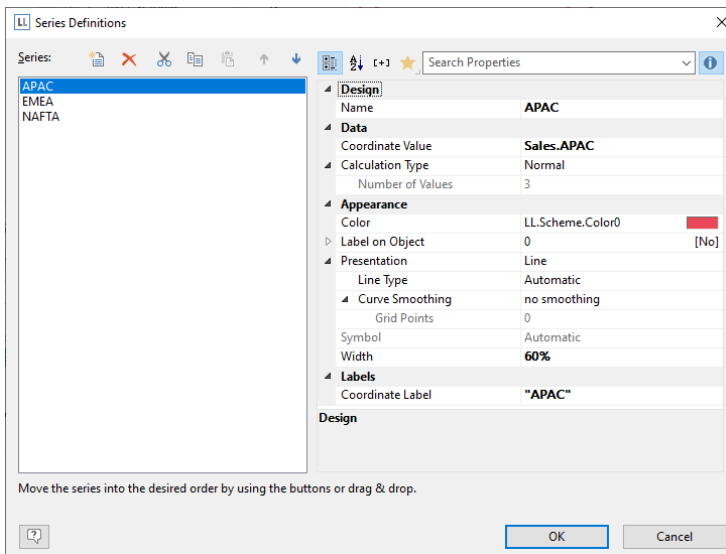 LL Series Definitions
Series:
Search Properties
APAC
EMEA
NAFTA
Design
Name APAC
Data
Coordinate Value Sales.APAC
Calculation Type Normal
Number of Values 3
Appearance
Color LL.Scheme.Color0
Label on Object 0 [No]
Presentation Line
Line Type Automatic
Curve Smoothing no smoothing
Grid Points 0
Symbol Automatic
Width 60%
Labels
Coordinate Label "APAC"
Design
Move the series into the desired order by using the buttons or drag & drop.
OK Cancel